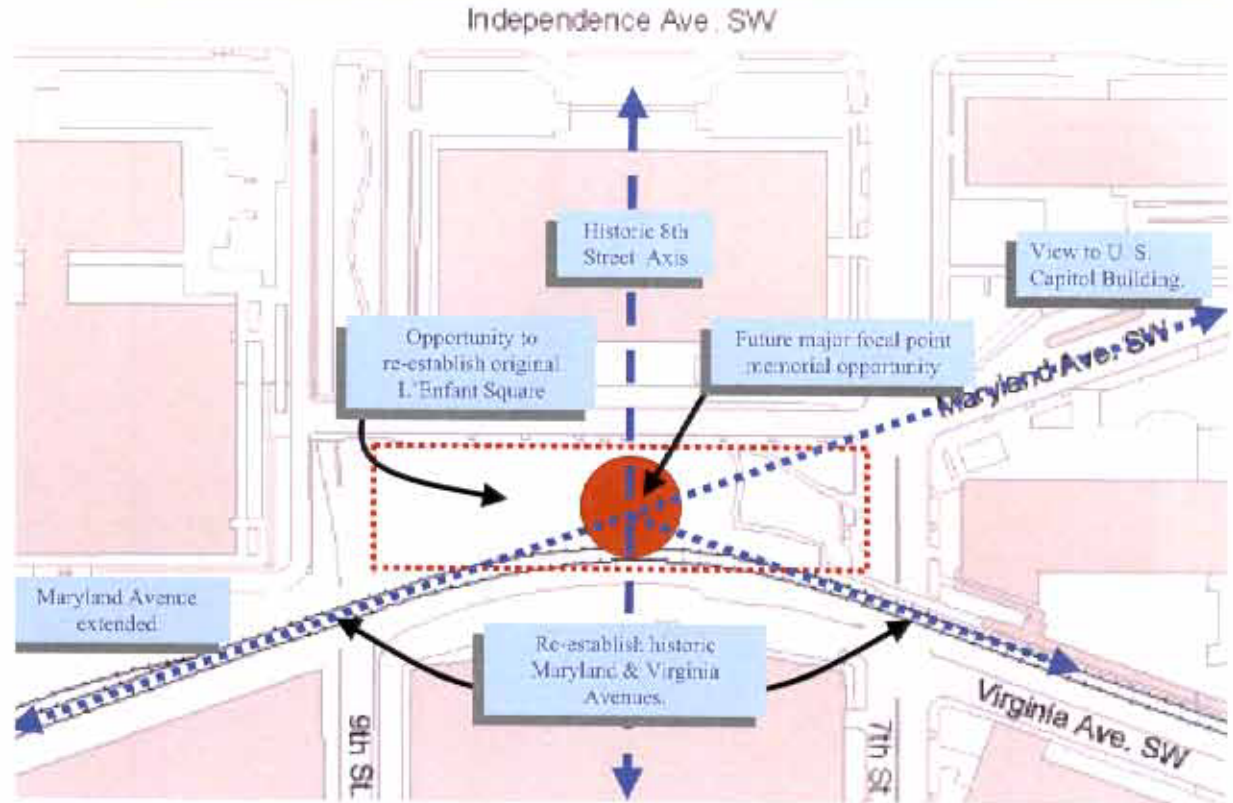 Independence Ave. SW
Historic 8th
Street Axis
View to U. S.
Capitol Building.
Opportunity to
re-establish original
L'Enfant Square
Future major focal point
memorial opportunity
Maryland Ave. SW
Maryland Avenue
extended
Re-establish historic
Maryland & Virginia
Avenues.
9th St.
7th St
Virginia Ave. SW